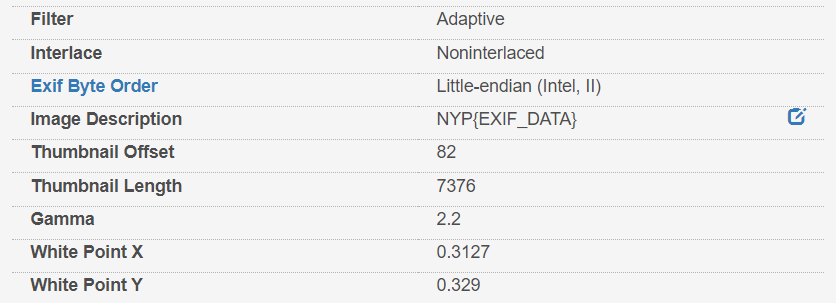 Filter Adaptive
Interlace Noninterlaced
Exif Byte Order Little-endian (Intel, II)
Image Description NYP{EXIF_DATA}
Thumbnail Offset 82
Thumbnail Length 7376
Gamma 2.2
White Point X 0.3127
White Point Y 0.329